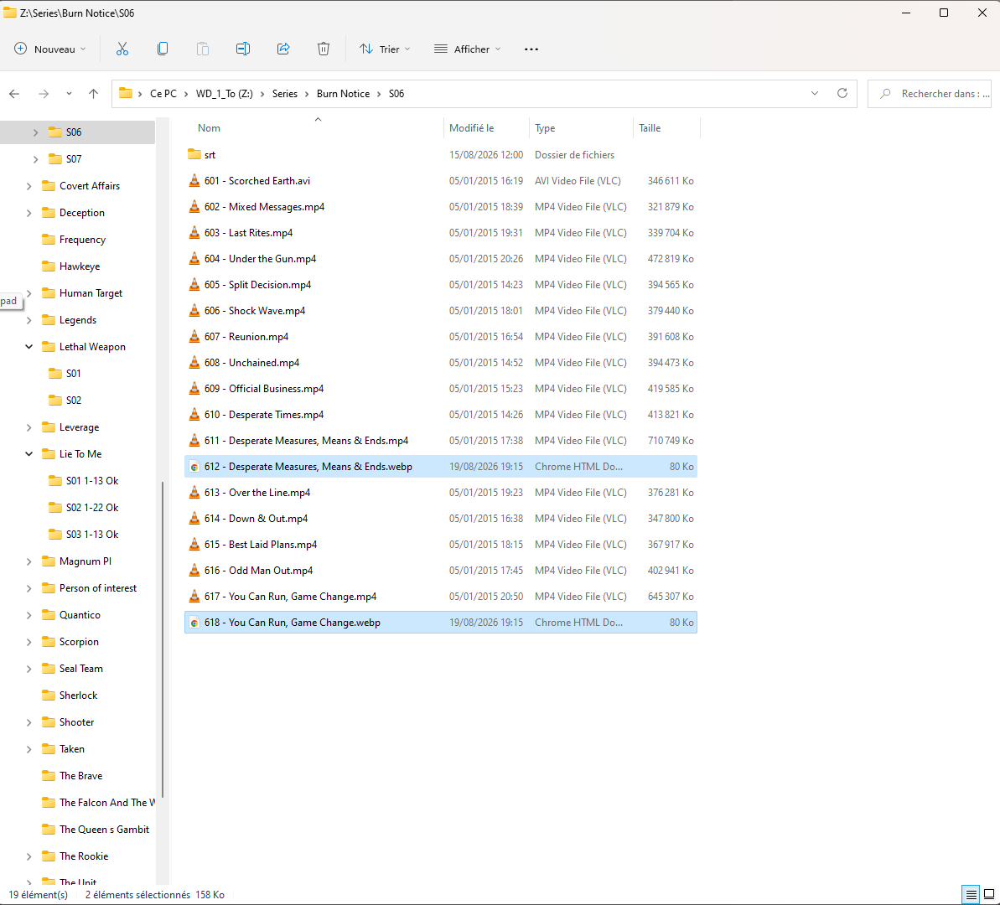 Z:\Series\Burn Notice\S06
Nouveau
Trier
Afficher
Ce PC > WD_1_To (Z:) > Series > Burn Notice > S06
Rechercher dans : ...
S06
S07
Covert Affairs
Deception
Frequency
Hawkeye
Human Target
pad
Legends
Lethal Weapon
S01
S02
Leverage
Lie To Me
S01 1-13 Ok
S02 1-22 Ok
S03 1-13 Ok
Magnum PI
Person of interest
Quantico
Scorpion
Seal Team
Sherlock
Shooter
Taken
The Brave
The Falcon And The W
The Queen s Gambit
The Rookie
The Unit
Nom Modifié le Type Taille
srt 15/08/2026 12:00 Dossier de fichiers
601 - Scorched Earth.avi 05/01/2015 16:19 AVI Video File (VLC) 346 611 Ko
602 - Mixed Messages.mp4 05/01/2015 18:39 MP4 Video File (VLC) 321 879 Ko
603 - Last Rites.mp4 05/01/2015 19:31 MP4 Video File (VLC) 339 704 Ko
604 - Under the Gun.mp4 05/01/2015 20:26 MP4 Video File (VLC) 472 819 Ko
605 - Split Decision.mp4 05/01/2015 14:23 MP4 Video File (VLC) 394 565 Ko
606 - Shock Wave.mp4 05/01/2015 18:01 MP4 Video File (VLC) 379 440 Ko
607 - Reunion.mp4 05/01/2015 16:54 MP4 Video File (VLC) 391 608 Ko
608 - Unchained.mp4 05/01/2015 14:52 MP4 Video File (VLC) 394 473 Ko
609 - Official Business.mp4 05/01/2015 15:23 MP4 Video File (VLC) 419 585 Ko
610 - Desperate Times.mp4 05/01/2015 14:26 MP4 Video File (VLC) 413 821 Ko
611 - Desperate Measures, Means & Ends.mp4 05/01/2015 17:38 MP4 Video File (VLC) 710 749 Ko
612 - Desperate Measures, Means & Ends.webp 19/08/2026 19:15 Chrome HTML Do... 80 Ko
613 - Over the Line.mp4 05/01/2015 19:23 MP4 Video File (VLC) 376 281 Ko
614 - Down & Out.mp4 05/01/2015 16:38 MP4 Video File (VLC) 347 800 Ko
615 - Best Laid Plans.mp4 05/01/2015 18:15 MP4 Video File (VLC) 367 917 Ko
616 - Odd Man Out.mp4 05/01/2015 17:45 MP4 Video File (VLC) 402 941 Ko
617 - You Can Run, Game Change.mp4 05/01/2015 20:50 MP4 Video File (VLC) 645 307 Ko
618 - You Can Run, Game Change.webp 19/08/2026 19:15 Chrome HTML Do... 80 Ko
19 élément(s) 2 éléments sélectionnés 158 Ko